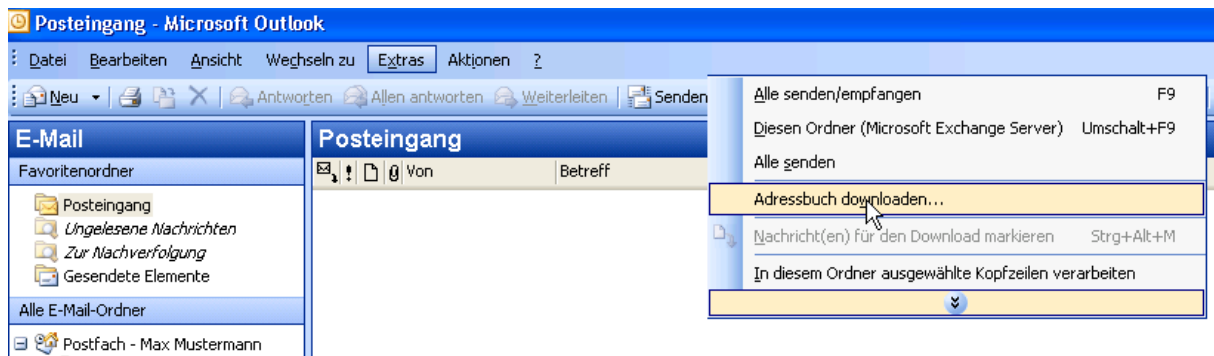 Posteingang - Microsoft Outlook
Datei Bearbeiten Ansicht Wechseln zu Extras Aktionen ?
Neu Antworten Allen antworten Weiterleiten Senden
Alle senden/empfangen F9
Diesen Ordner (Microsoft Exchange Server) Umschalt+F9
Alle senden
Adressbuch downloaden...
Nachricht(en) für den Download markieren Strg+Alt+M
In diesem Ordner ausgewählte Kopfzeilen verarbeiten
E-Mail
Favoritenordner
Posteingang
Ungelesene Nachrichten
Zur Nachverfolgung
Gesendete Elemente
Alle E-Mail-Ordner
Postfach - Max Mustermann
Posteingang
Von Betreff